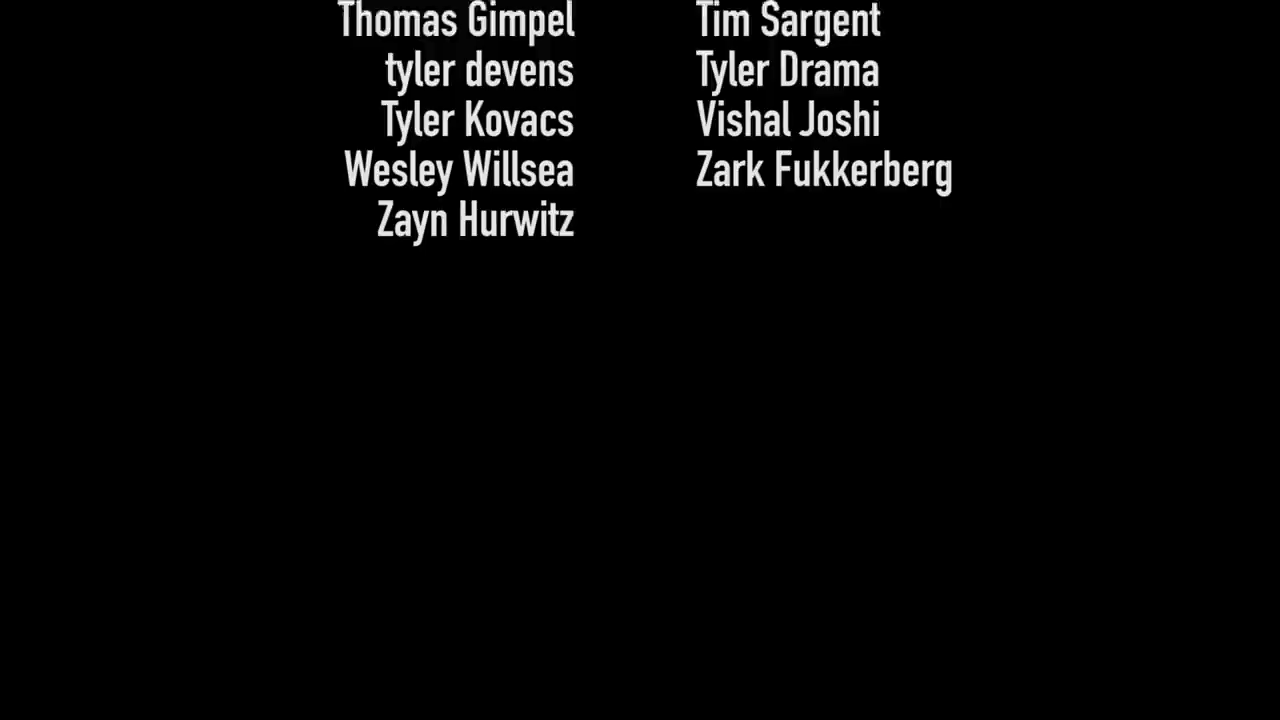 Thomas Gimpel Tim Sargent
tyler devens Tyler Drama
Tyler Kovacs Vishal Joshi
Wesley Willsea Zark Fukkerberg
Zayn Hurwitz